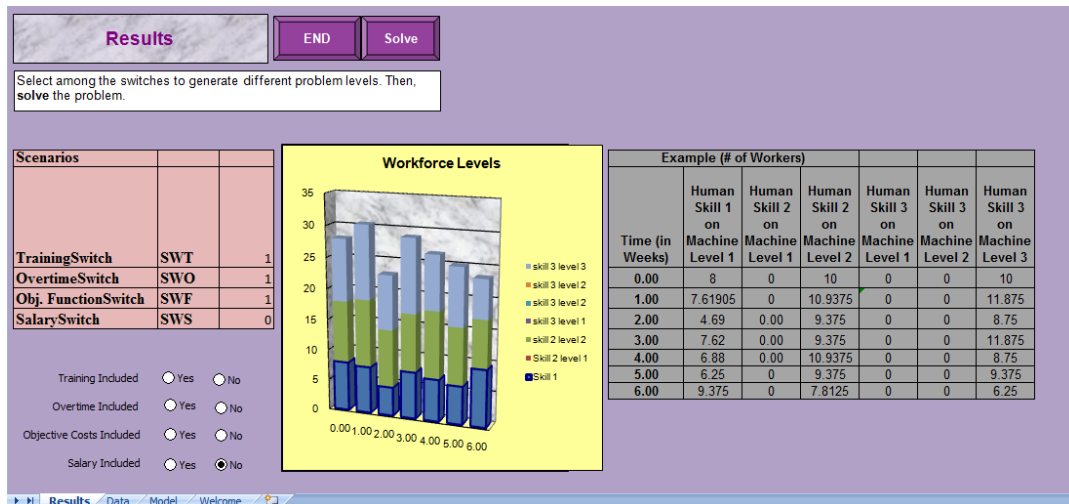 Results
END
Solve
Select among the switches to generate different problem levels. Then,
solve the problem.
Scenarios
TrainingSwitch SWT 1
OvertimeSwitch SWO 1
Obj. FunctionSwitch SWF 1
SalarySwitch SWS 0
Training Included Yes No
Overtime Included Yes No
Objective Costs Included Yes No
Salary Included Yes No
Workforce Levels
35
30
25
20
15
10
5
0
0.00 1.00 2.00 3.00 4.00 5.00 6.00
skill 3 level 3
skill 3 level 2
skill 3 level 2
skill 3 level 1
skill 2 level 2
Skill 2 level 1
Skill 1
Example (# of Workers)
Human Human Human Human Human Human
Skill 1 Skill 2 Skill 2 Skill 3 Skill 3 Skill 3
on on on on on on
Time (in Machine Machine Machine Machine Machine Machine
Weeks) Level 1 Level 1 Level 2 Level 1 Level 2 Level 3
0.00 8 0 10 0 0 10
1.00 7.61905 0 10.9375 0 0 11.875
2.00 4.69 0.00 9.375 0 0 8.75
3.00 7.62 0.00 9.375 0 0 11.875
4.00 6.88 0.00 10.9375 0 0 8.75
5.00 6.25 0 9.375 0 0 9.375
6.00 9.375 0 7.8125 0 0 6.25
Results Data Model Welcome